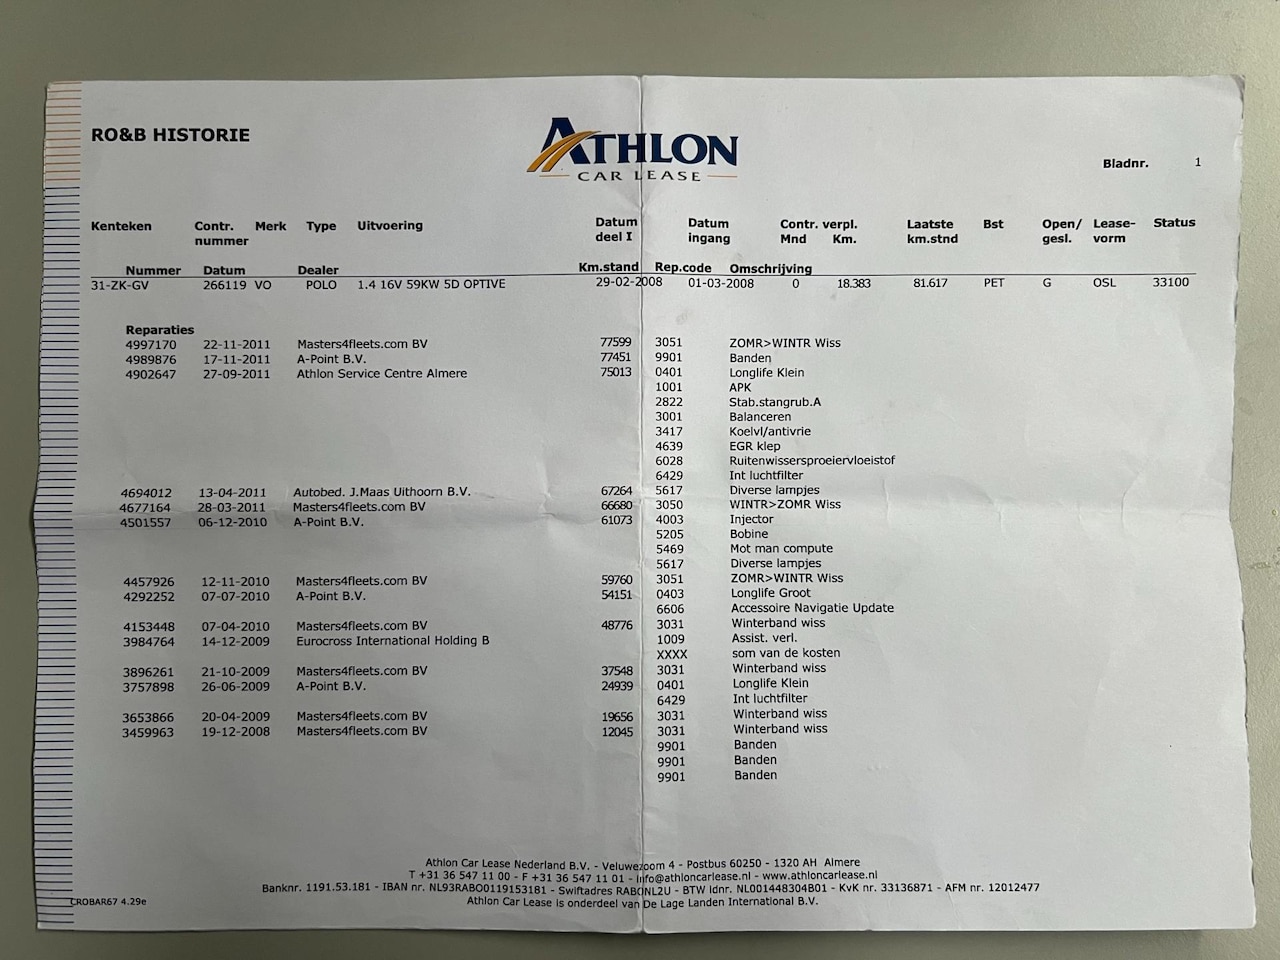 RO&B HISTORIE
ATHLON
CAR LEASE
Bladnr. 1
Kenteken Contr. nummer Merk Type Uitvoering Datum deel I Datum ingang Contr. verpl. Mnd Km. Laatste km.stnd Bst Open/ gesl. Lease- vorm Status
Nummer Datum Dealer Km.stand Rep.code Omschrijving
31-ZK-GV 266119 VO POLO 1.4 16V 59KW 5D OPTIVE 29-02-2008 01-03-2008 0 18.383 81.617 PET G OSL 33100
Reparaties
4997170 22-11-2011 Masters4fleets.com BV 77599 3051 ZOMR>WINTR Wiss
4989876 17-11-2011 A-Point B.V. 77451 9901 Banden
4902647 27-09-2011 Athlon Service Centre Almere 75013 0401 Longlife Klein
1001 APK
2822 Stab.stangrub.A
3001 Balanceren
3417 Koelvl/antivrie
4639 EGR klep
6028 Ruitenwissersproeiervloeistof
6429 Int luchtfilter
4694012 13-04-2011 Autobed. J.Maas Uithoorn B.V. 67264 5617 Diverse lampjes
4677164 28-03-2011 Masters4fleets.com BV 66680 3050 WINTR>ZOMR Wiss
4501557 06-12-2010 A-Point B.V. 61073 4003 Injector
5205 Bobine
5469 Mot man compute
5617 Diverse lampjes
4457926 12-11-2010 Masters4fleets.com BV 59760 3051 ZOMR>WINTR Wiss
4292252 07-07-2010 A-Point B.V. 54151 0403 Longlife Groot
6606 Accessoire Navigatie Update
4153448 07-04-2010 Masters4fleets.com BV 48776 3031 Winterband wiss
3984764 14-12-2009 Eurocross International Holding B 1009 Assist. verl.
XXXX som van de kosten
3896261 21-10-2009 Masters4fleets.com BV 37548 3031 Winterband wiss
3757898 26-06-2009 A-Point B.V. 24939 0401 Longlife Klein
6429 Int luchtfilter
3653866 20-04-2009 Masters4fleets.com BV 19656 3031 Winterband wiss
3459963 19-12-2008 Masters4fleets.com BV 12045 3031 Winterband wiss
9901 Banden
9901 Banden
9901 Banden
Athlon Car Lease Nederland B.V. - Veluwezoom 4 - Postbus 60250 - 1320 AH Almere
T +31 36 547 11 00 - F +31 36 547 11 01 - info@athloncarlease.nl - www.athloncarlease.nl
Banknr. 1191.53.181 - IBAN nr. NL93RABO0119153181 - Swiftadres RABONL2U - BTW idnr. NL001448304B01 - KvK nr. 33136871 - AFM nr. 12012477
CROBAR67 4.29e
Athlon Car Lease is onderdeel van De Lage Landen International B.V.